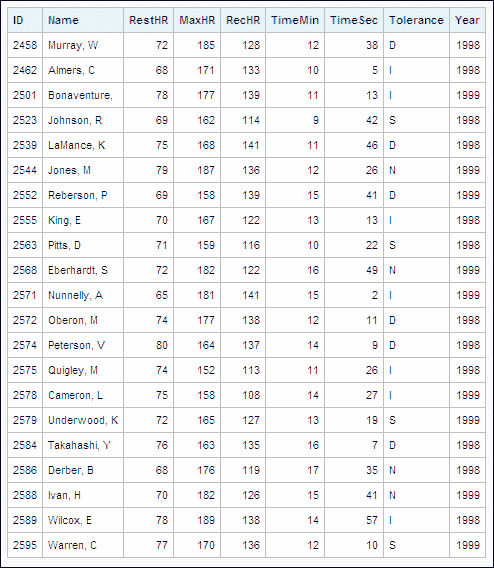 ID Name RestHR MaxHR RecHR TimeMin TimeSec Tolerance Year
2458 Murray, W 72 185 128 12 38 D 1998
2462 Almers, C 68 171 133 10 5 I 1998
2501 Bonaventure, 78 177 139 11 13 I 1999
2523 Johnson, R 69 162 114 9 42 S 1998
2539 LaMance, K 75 168 141 11 46 D 1998
2544 Jones, M 79 187 136 12 26 N 1999
2552 Reberson, P 69 158 139 15 41 D 1999
2555 King, E 70 167 122 13 13 I 1998
2563 Pitts, D 71 159 116 10 22 S 1998
2568 Eberhardt, S 72 182 122 16 49 N 1999
2571 Nunnelly, A 65 181 141 15 2 I 1999
2572 Oberon, M 74 177 138 12 11 D 1998
2574 Peterson, V 80 164 137 14 9 D 1998
2575 Quigley, M 74 152 113 11 26 I 1999
2578 Cameron, L 75 158 108 14 27 I 1999
2579 Underwood, K 72 165 127 13 19 S 1999
2584 Takahashi, Y 76 163 135 16 7 D 1998
2586 Derber, B 68 176 119 17 35 N 1998
2588 Ivan, H 70 182 126 15 41 N 1999
2589 Wilcox, E 78 189 138 14 57 I 1998
2595 Warren, C 77 170 136 12 10 S 1999